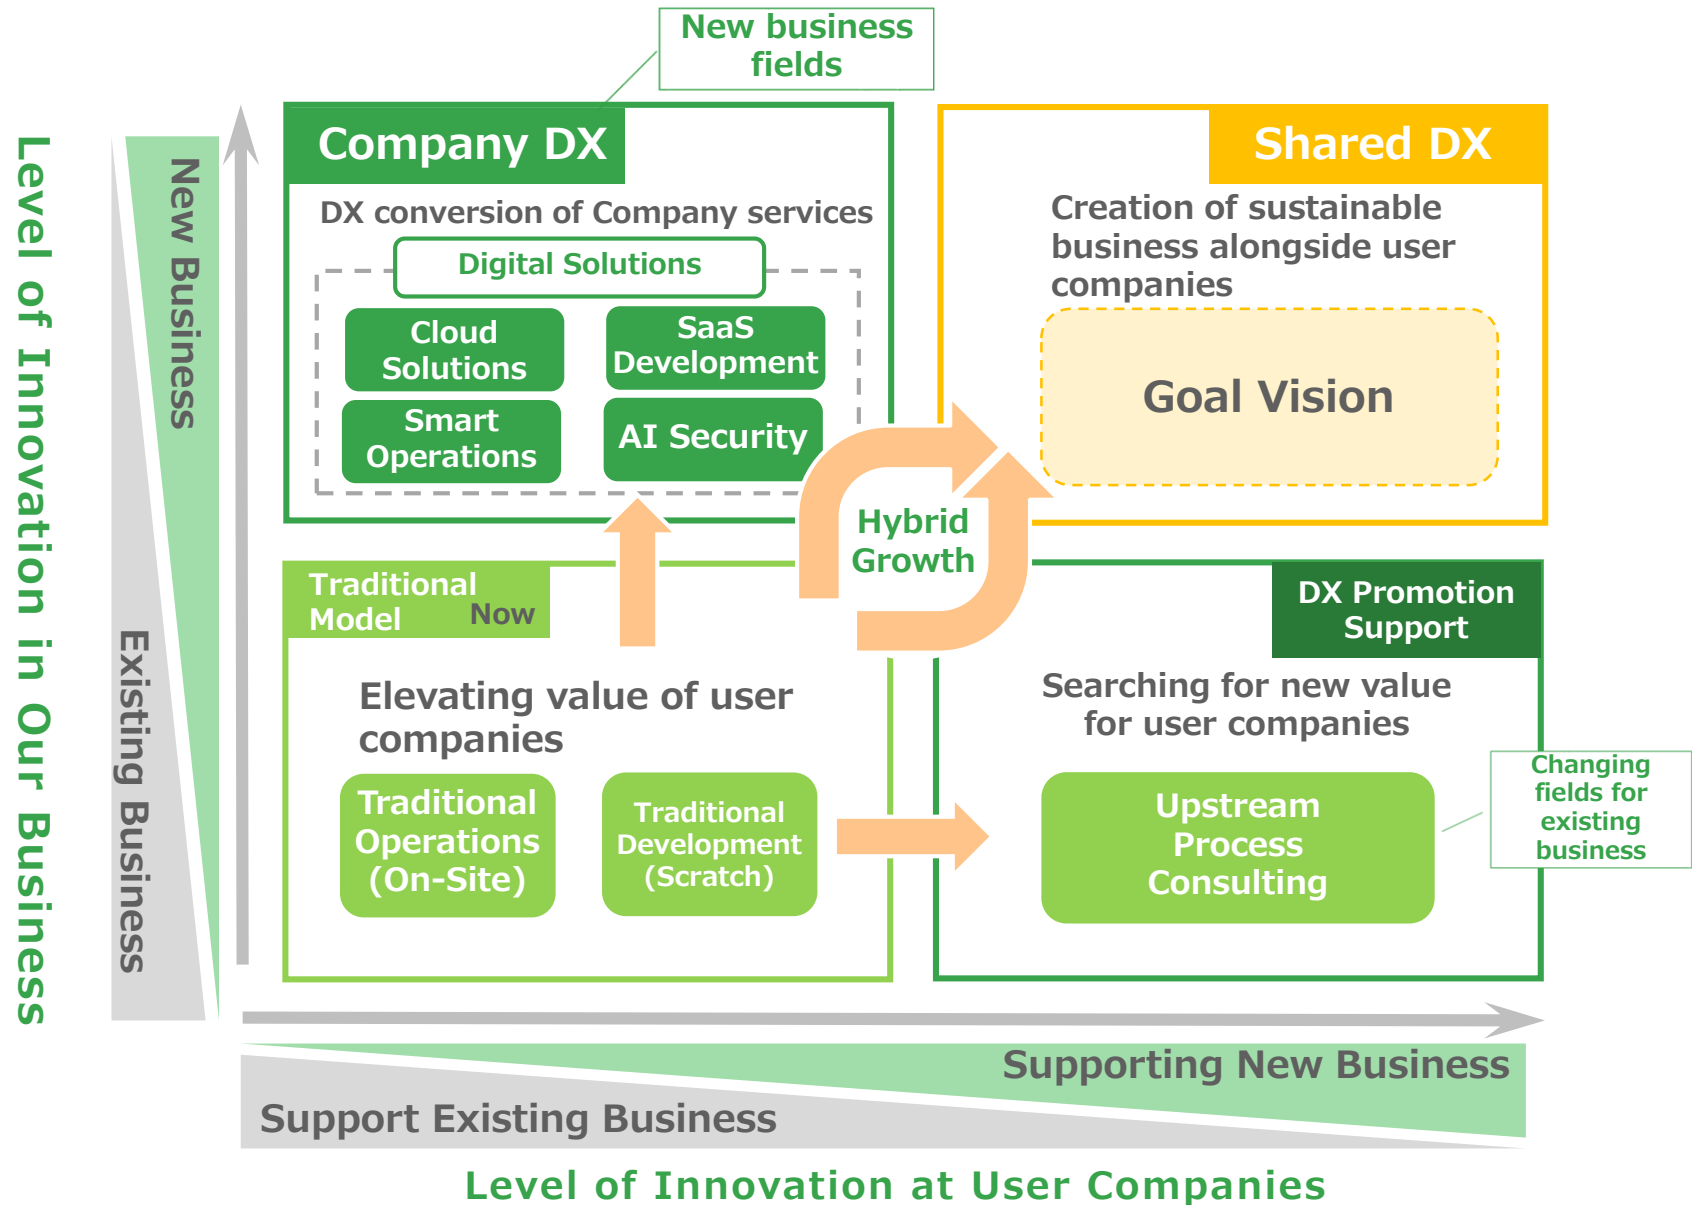 New business
fields
Company DX
DX conversion of Company services
Digital Solutions
Cloud
Solutions
SaaS
Development
Smart
Operations
AI Security
Shared DX
Creation of sustainable
business alongside user
companies
Goal Vision
Hybrid
Growth
Traditional
Model
Now
Elevating value of user
companies
Traditional
Operations
(On-Site)
Traditional
Development
(Scratch)
DX Promotion
Support
Searching for new value
for user companies
Upstream
Process
Consulting
Changing
fields for
existing
business
Level of Innovation in Our Business
New Business
Existing Business
Supporting New Business
Support Existing Business
Level of Innovation at User Companies